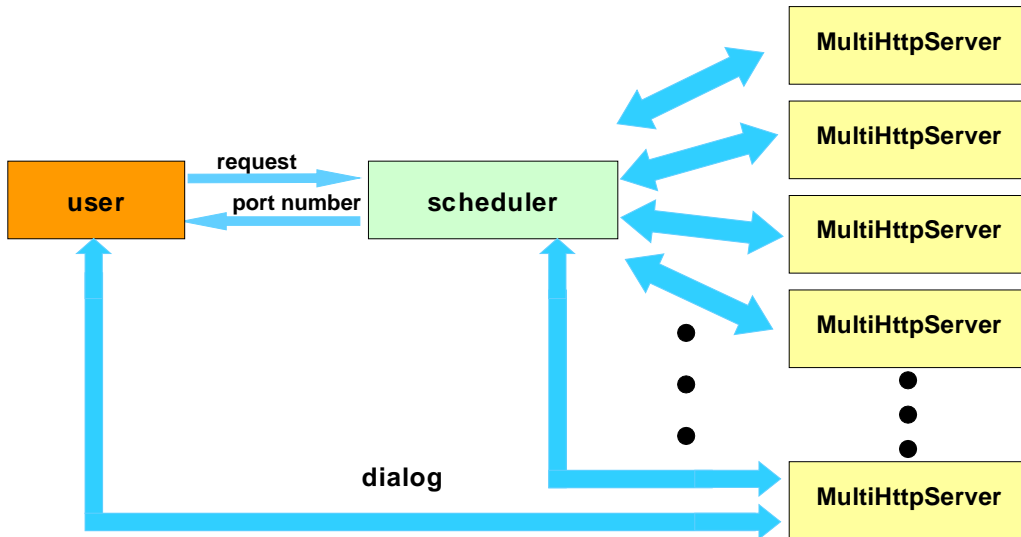 MultiHttpServer
MultiHttpServer
request
user
port number
scheduler
MultiHttpServer
MultiHttpServer
dialog
MultiHttpServer